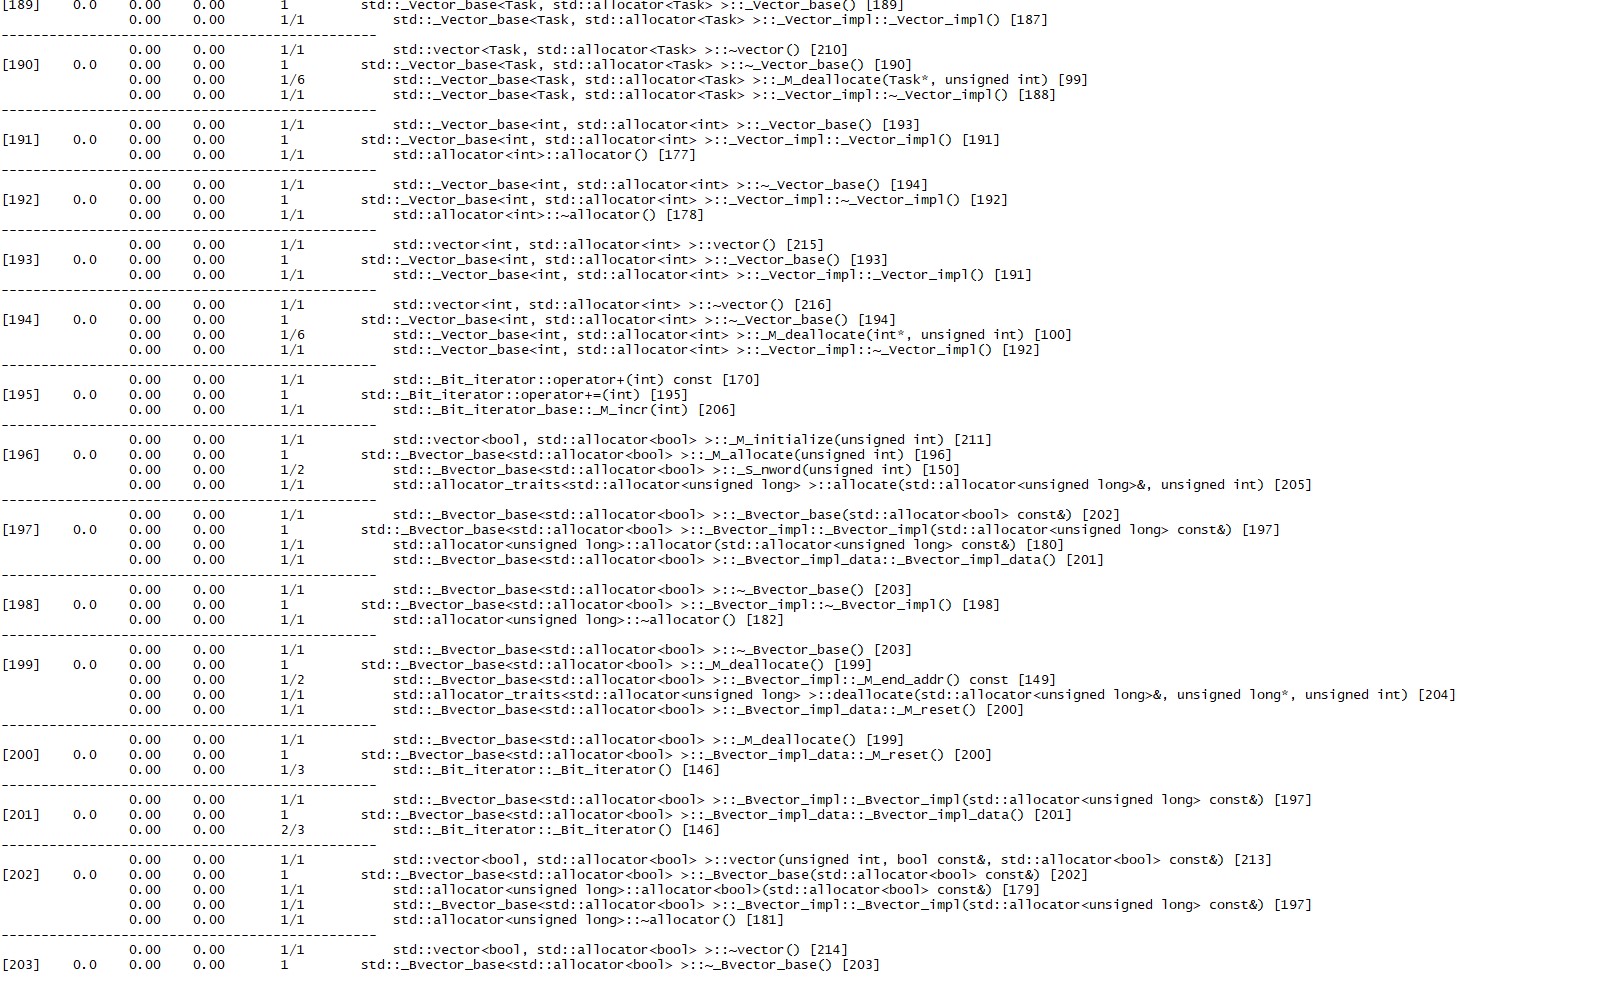 [189] 0.0 0.00 0.00 1 std::_Vector_base<Task, std::allocator<Task> >::_Vector_base() [189]
0.00 0.00 1/1 std::_Vector_base<Task, std::allocator<Task> >::_Vector_impl::_Vector_impl() [187]
-----------------------------------------------
0.00 0.00 1/1 std::vector<Task, std::allocator<Task> >::~vector() [210]
[190] 0.0 0.00 0.00 1 std::_Vector_base<Task, std::allocator<Task> >::~_Vector_base() [190]
0.00 0.00 1/6 std::_Vector_base<Task, std::allocator<Task> >::_M_deallocate(Task*, unsigned int) [99]
0.00 0.00 1/1 std::_Vector_base<Task, std::allocator<Task> >::_Vector_impl::~_Vector_impl() [188]
-----------------------------------------------
0.00 0.00 1/1 std::_Vector_base<int, std::allocator<int> >::_Vector_base() [193]
[191] 0.0 0.00 0.00 1 std::_Vector_base<int, std::allocator<int> >::_Vector_impl::_Vector_impl() [191]
0.00 0.00 1/1 std::allocator<int>::allocator() [177]
-----------------------------------------------
0.00 0.00 1/1 std::_Vector_base<int, std::allocator<int> >::~_Vector_base() [194]
[192] 0.0 0.00 0.00 1 std::_Vector_base<int, std::allocator<int> >::_Vector_impl::~_Vector_impl() [192]
0.00 0.00 1/1 std::allocator<int>::~allocator() [178]
-----------------------------------------------
0.00 0.00 1/1 std::vector<int, std::allocator<int> >::vector() [215]
[193] 0.0 0.00 0.00 1 std::_Vector_base<int, std::allocator<int> >::_Vector_base() [193]
0.00 0.00 1/1 std::_Vector_base<int, std::allocator<int> >::_Vector_impl::_Vector_impl() [191]
-----------------------------------------------
0.00 0.00 1/1 std::vector<int, std::allocator<int> >::~vector() [216]
[194] 0.0 0.00 0.00 1 std::_Vector_base<int, std::allocator<int> >::~_Vector_base() [194]
0.00 0.00 1/6 std::_Vector_base<int, std::allocator<int> >::_M_deallocate(int*, unsigned int) [100]
0.00 0.00 1/1 std::_Vector_base<int, std::allocator<int> >::_Vector_impl::~_Vector_impl() [192]
-----------------------------------------------
0.00 0.00 1/1 std::_Bit_iterator::operator+(int) const [170]
[195] 0.0 0.00 0.00 1 std::_Bit_iterator::operator+=(int) [195]
0.00 0.00 1/1 std::_Bit_iterator_base::_M_incr(int) [206]
-----------------------------------------------
0.00 0.00 1/1 std::vector<bool, std::allocator<bool> >::_M_initialize(unsigned int) [211]
[196] 0.0 0.00 0.00 1 std::_Bvector_base<std::allocator<bool> >::_M_allocate(unsigned int) [196]
0.00 0.00 1/2 std::_Bvector_base<std::allocator<bool> >::_S_nword(unsigned int) [150]
0.00 0.00 1/1 std::allocator_traits<std::allocator<unsigned long> >::allocate(std::allocator<unsigned long>&, unsigned int) [205]
-----------------------------------------------
0.00 0.00 1/1 std::_Bvector_base<std::allocator<bool> >::_Bvector_base(std::allocator<bool> const&) [202]
[197] 0.0 0.00 0.00 1 std::_Bvector_base<std::allocator<bool> >::_Bvector_impl::_Bvector_impl(std::allocator<unsigned long> const&) [197]
0.00 0.00 1/1 std::allocator<unsigned long>::allocator(std::allocator<unsigned long> const&) [180]
0.00 0.00 1/1 std::_Bvector_base<std::allocator<bool> >::_Bvector_impl_data::_Bvector_impl_data() [201]
-----------------------------------------------
0.00 0.00 1/1 std::_Bvector_base<std::allocator<bool> >::~_Bvector_base() [203]
[198] 0.0 0.00 0.00 1 std::_Bvector_base<std::allocator<bool> >::_Bvector_impl::~_Bvector_impl() [198]
0.00 0.00 1/1 std::allocator<unsigned long>::~allocator() [182]
-----------------------------------------------
0.00 0.00 1/1 std::_Bvector_base<std::allocator<bool> >::~_Bvector_base() [203]
[199] 0.0 0.00 0.00 1 std::_Bvector_base<std::allocator<bool> >::_M_deallocate() [199]
0.00 0.00 1/2 std::_Bvector_base<std::allocator<bool> >::_Bvector_impl::_M_end_addr() const [149]
0.00 0.00 1/1 std::allocator_traits<std::allocator<unsigned long> >::deallocate(std::allocator<unsigned long>&, unsigned long*, unsigned int) [204]
0.00 0.00 1/1 std::_Bvector_base<std::allocator<bool> >::_Bvector_impl_data::_M_reset() [200]
-----------------------------------------------
0.00 0.00 1/1 std::_Bvector_base<std::allocator<bool> >::_M_deallocate() [199]
[200] 0.0 0.00 0.00 1 std::_Bvector_base<std::allocator<bool> >::_Bvector_impl_data::_M_reset() [200]
0.00 0.00 1/3 std::_Bit_iterator::_Bit_iterator() [146]
-----------------------------------------------
0.00 0.00 1/1 std::_Bvector_base<std::allocator<bool> >::_Bvector_impl::_Bvector_impl(std::allocator<unsigned long> const&) [197]
[201] 0.0 0.00 0.00 1 std::_Bvector_base<std::allocator<bool> >::_Bvector_impl_data::_Bvector_impl_data() [201]
0.00 0.00 2/3 std::_Bit_iterator::_Bit_iterator() [146]
-----------------------------------------------
0.00 0.00 1/1 std::vector<bool, std::allocator<bool> >::vector(unsigned int, bool const&, std::allocator<bool> const&) [213]
[202] 0.0 0.00 0.00 1 std::_Bvector_base<std::allocator<bool> >::_Bvector_base(std::allocator<bool> const&) [202]
0.00 0.00 1/1 std::allocator<unsigned long>::allocator<bool>(std::allocator<bool> const&) [179]
0.00 0.00 1/1 std::_Bvector_base<std::allocator<bool> >::_Bvector_impl::_Bvector_impl(std::allocator<unsigned long> const&) [197]
0.00 0.00 1/1 std::allocator<unsigned long>::~allocator() [181]
-----------------------------------------------
0.00 0.00 1/1 std::vector<bool, std::allocator<bool> >::~vector() [214]
[203] 0.0 0.00 0.00 1 std::_Bvector_base<std::allocator<bool> >::~_Bvector_base() [203]